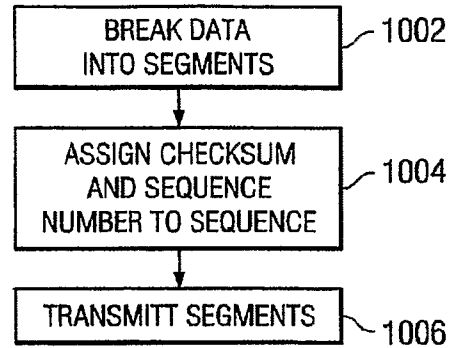 BREAK DATA
INTO SEGMENTS
1002
ASSIGN CHECKSUM
AND SEQUENCE
NUMBER TO SEQUENCE
1004
TRANSMITT SEGMENTS
1006